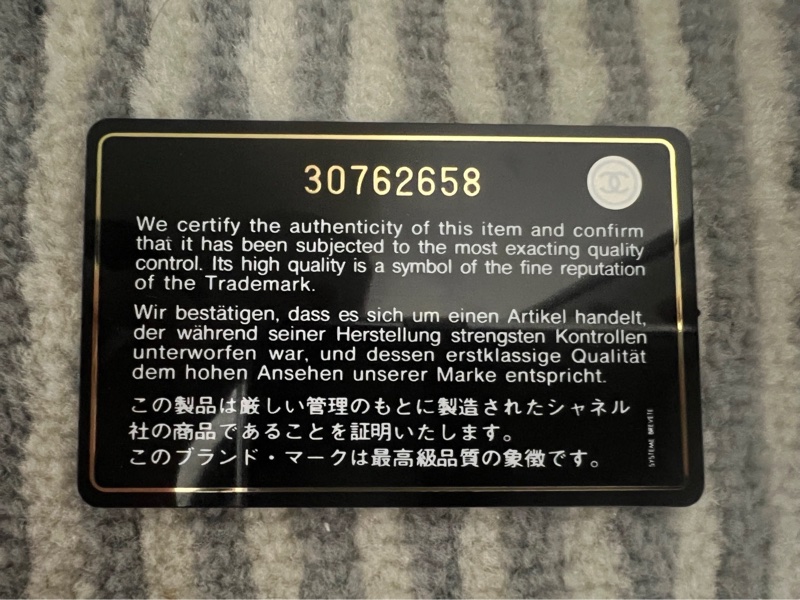 30762658
We certify the authenticity of this item and confirm
that it has been subjected to the most exacting quality
control. Its high quality is a symbol of the fine reputation
of the Trademark.
Wir bestätigen, dass es sich um einen Artikel handelt,
der während seiner Herstellung strengsten Kontrollen
unterworfen war, und dessen erstklassige Qualität
dem hohen Ansehen unserer Marke entspricht.
この製品は厳しい管理のもとに製造されたシャネル
社の商品であることを証明いたします。
このブランド・マークは最高級品質の象徴です。
SYSTEME BREVETE